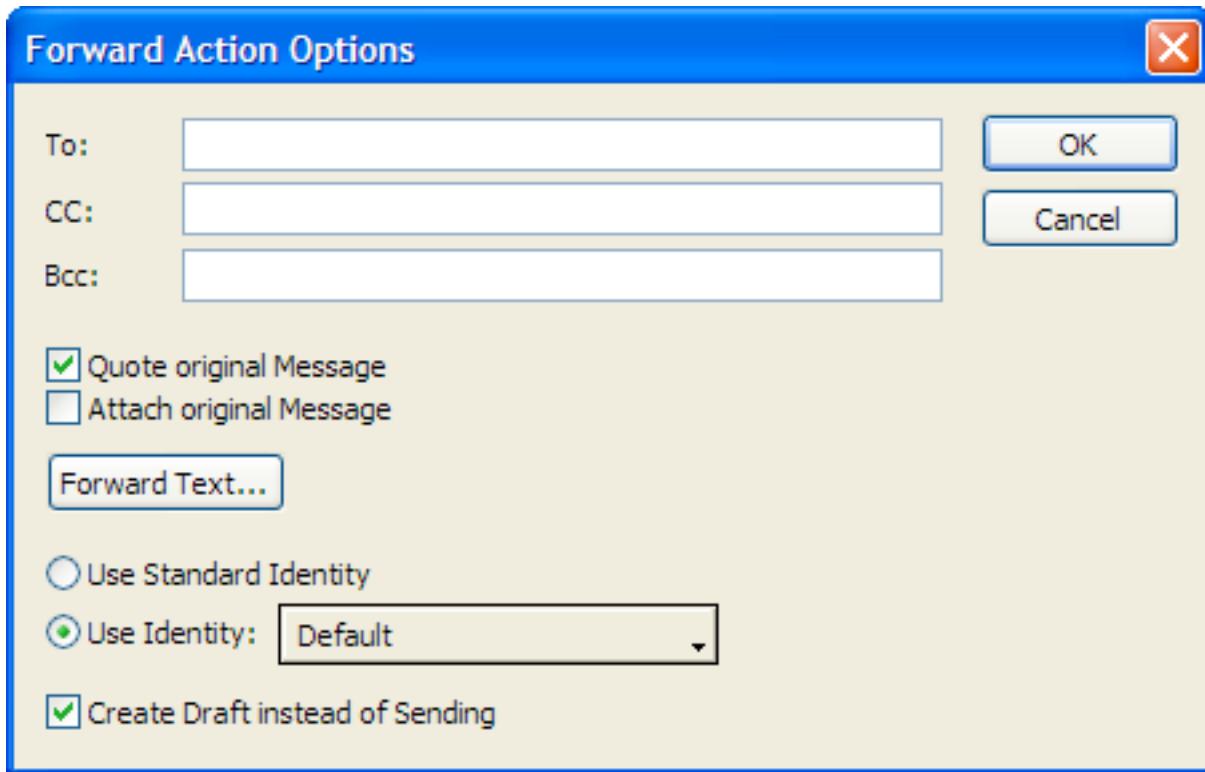 Forward Action Options
To:
OK
CC:
Cancel
Bcc:
Quote original Message
Attach original Message
Forward Text...
Use Standard Identity
Use Identity: Default
Create Draft instead of Sending